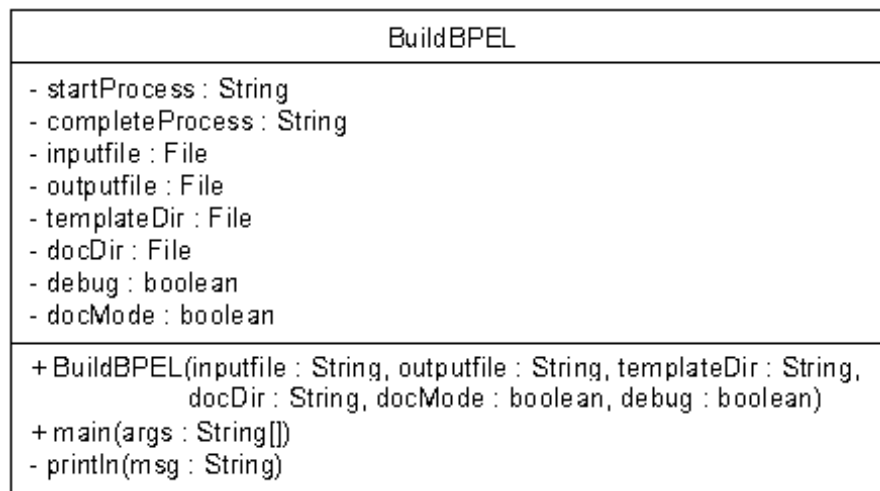 BuildBPEL
- startProcess : String
- completeProcess : String
- inputfile : File
- outputfile : File
- templateDir : File
- docDir : File
- debug : boolean
- docMode : boolean
+ BuildBPEL(inputfile : String, outputfile : String, templateDir : String,
docDir : String, docMode : boolean, debug : boolean)
+ main(args : String[])
- println(msg : String)